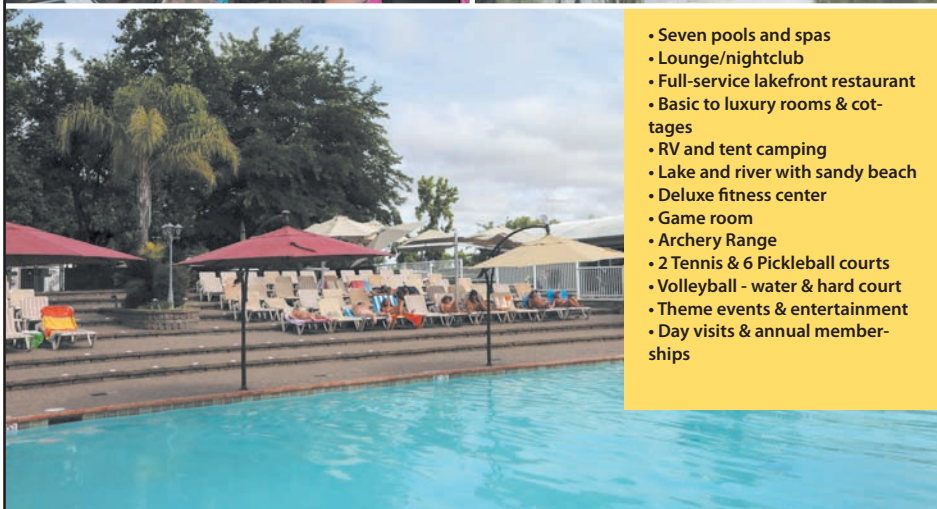 • Seven pools and spas
• Lounge/nightclub
• Full-service lakefront restaurant
• Basic to luxury rooms & cot-
tages
• RV and tent camping
• Lake and river with sandy beach
• Deluxe fitness center
• Game room
• Archery Range
• 2 Tennis & 6 Pickleball courts
• Volleyball - water & hard court
• Theme events & entertainment
• Day visits & annual member-
ships